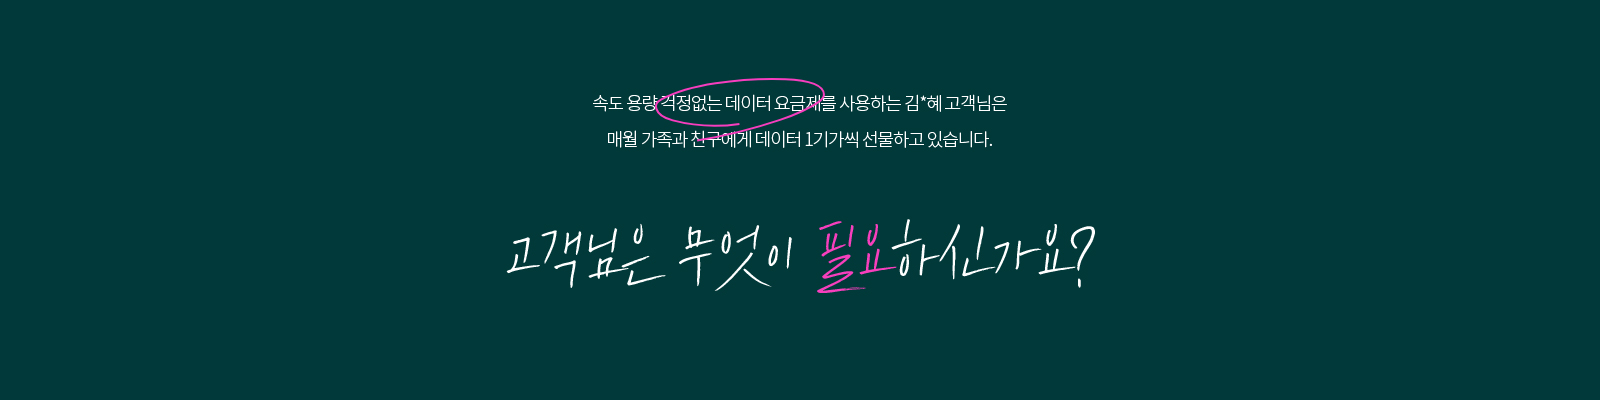 속도 용량 걱정없는 데이터 요금제를 사용하는 김*혜 고객님은
매월 가족과 친구에게 데이터 1기가씩 선물하고 있습니다.
고객님은 무엇이 필요하신가요?